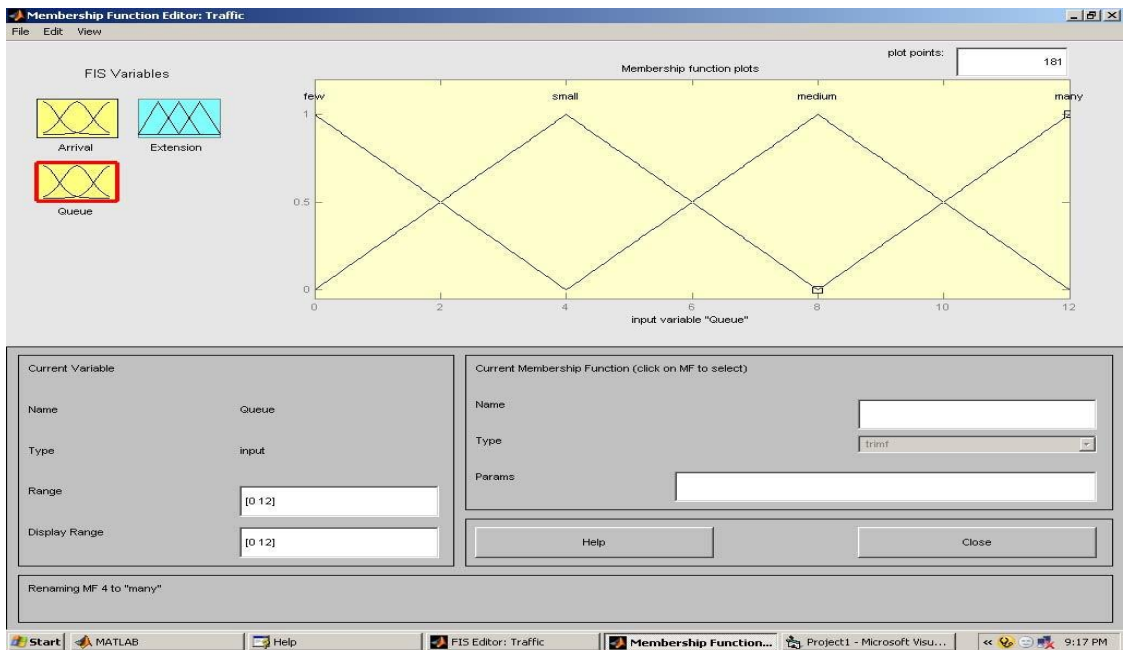 Membership Function Editor: Traffic
File Edit View
FIS Variables
plot points: 181
Membership function plots
few small medium many
1
0.5
0
0 2 4 6 8 10 12
input variable "Queue"
Arrival Extension
Queue
Current Variable
Name Queue
Type input
Range [0 12]
Display Range [0 12]
Current Membership Function (click on MF to select)
Name
Type trimf
Params
Help Close
Renaming MF 4 to "many"
Start MATLAB Help FIS Editor: Traffic Membership Function... Project1 - Microsoft Visu... « 9:17 PM